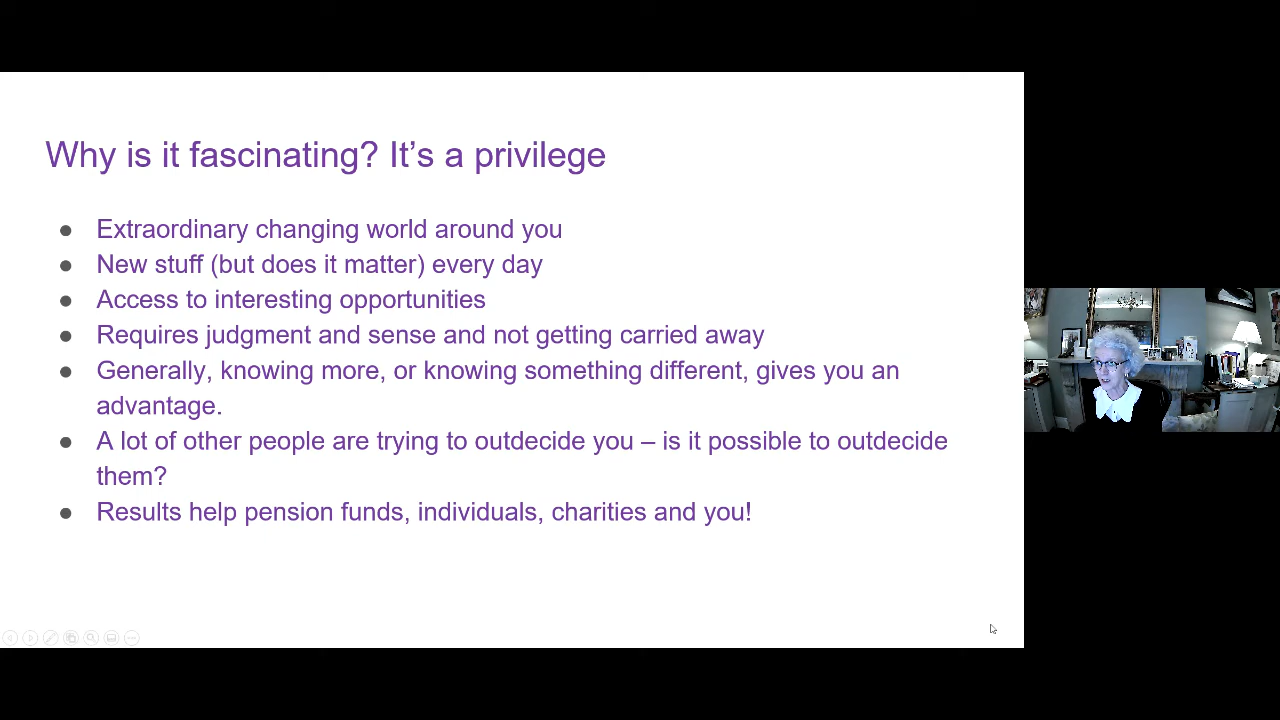 Why is it fascinating? It’s a privilege
● Extraordinary changing world around you
● New stuff (but does it matter) every day
● Access to interesting opportunities
● Requires judgment and sense and not getting carried away
● Generally, knowing more, or knowing something different, gives you an
advantage.
● A lot of other people are trying to outdecide you – is it possible to outdecide
them?
● Results help pension funds, individuals, charities and you!